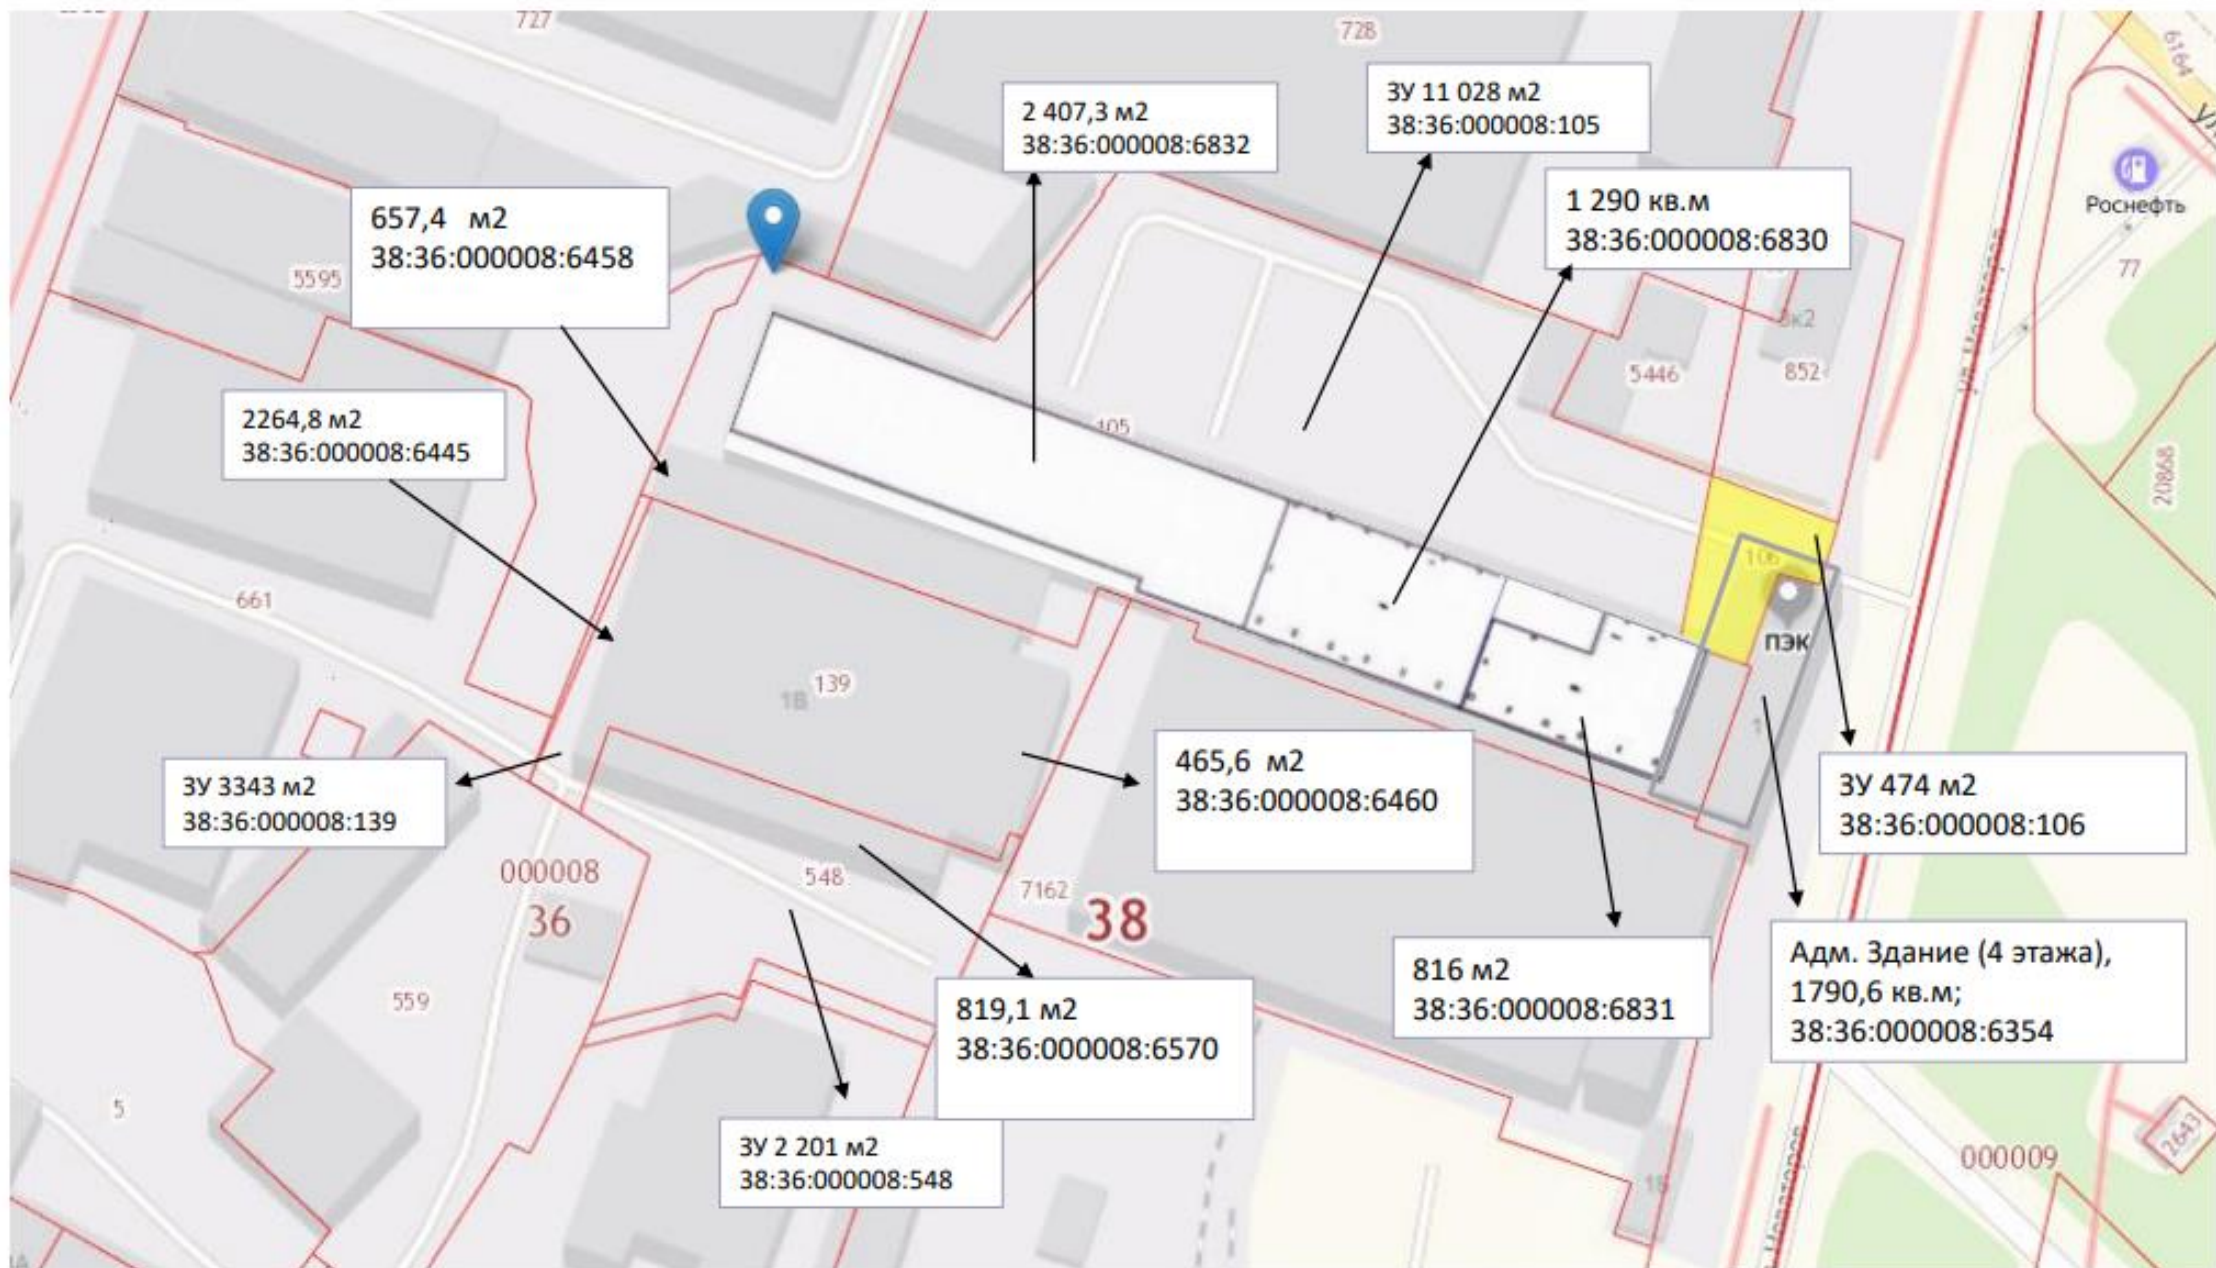 727
728
6164
2 407,3 м2
38:36:000008:6832
ЗУ 11 028 м2
38:36:000008:105
1 290 кв.м
38:36:000008:6830
657,4 м2
38:36:000008:6458
Роснефть
77
5595
3к2
5446
852
2264,8 м2
38:36:000008:6445
105
20868
106
ПЭК
661
139
1В
ЗУ 3343 м2
38:36:000008:139
465,6 м2
38:36:000008:6460
ЗУ 474 м2
38:36:000008:106
000008
36
548
7162
38
559
819,1 м2
38:36:000008:6570
816 м2
38:36:000008:6831
Адм. Здание (4 этажа),
1790,6 кв.м;
38:36:000008:6354
5
ЗУ 2 201 м2
38:36:000008:548
000009
2643
1Б